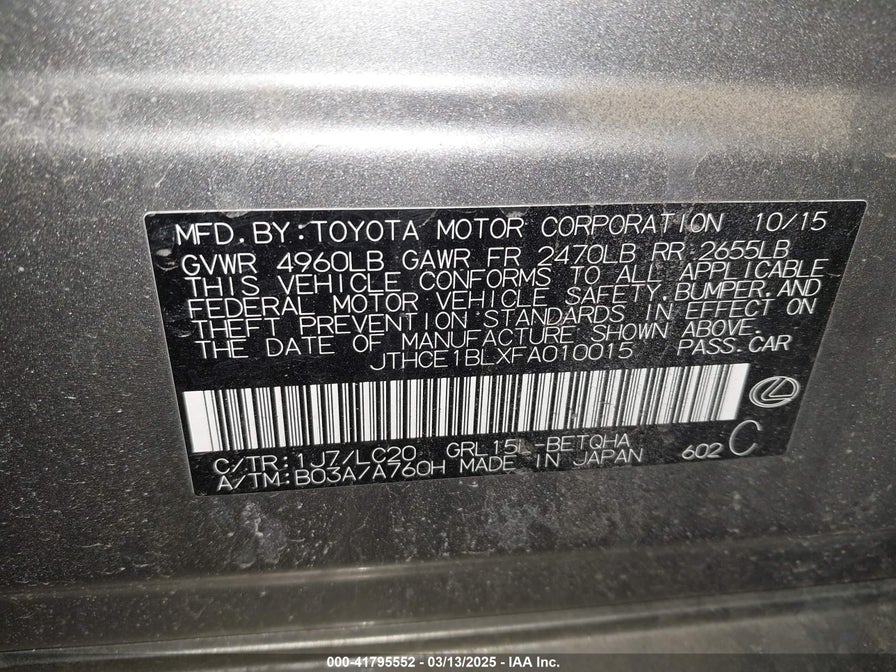 MFD.BY:TOYOTA MOTOR CORPORATION 10/15
GVWR 4960LB GAWR FR 2470LB RR 2655LB
THIS VEHICLE CONFORMS TO ALL APPLICABLE
FEDERAL MOTOR VEHICLE SAFETY,BUMPER,AND
THEFT PREVENTION STANDARDS IN EFFECT ON
THE DATE OF MANUFACTURE SHOWN ABOVE.
JTHCE1BLXFA010015 PASS.CAR
C/TR:1J7/LC20 GRL15L-BETQHA
A/TM:B03A/A760H MADE IN JAPAN 602 C
000-41795552 — 03/13/2025 — IAA Inc.